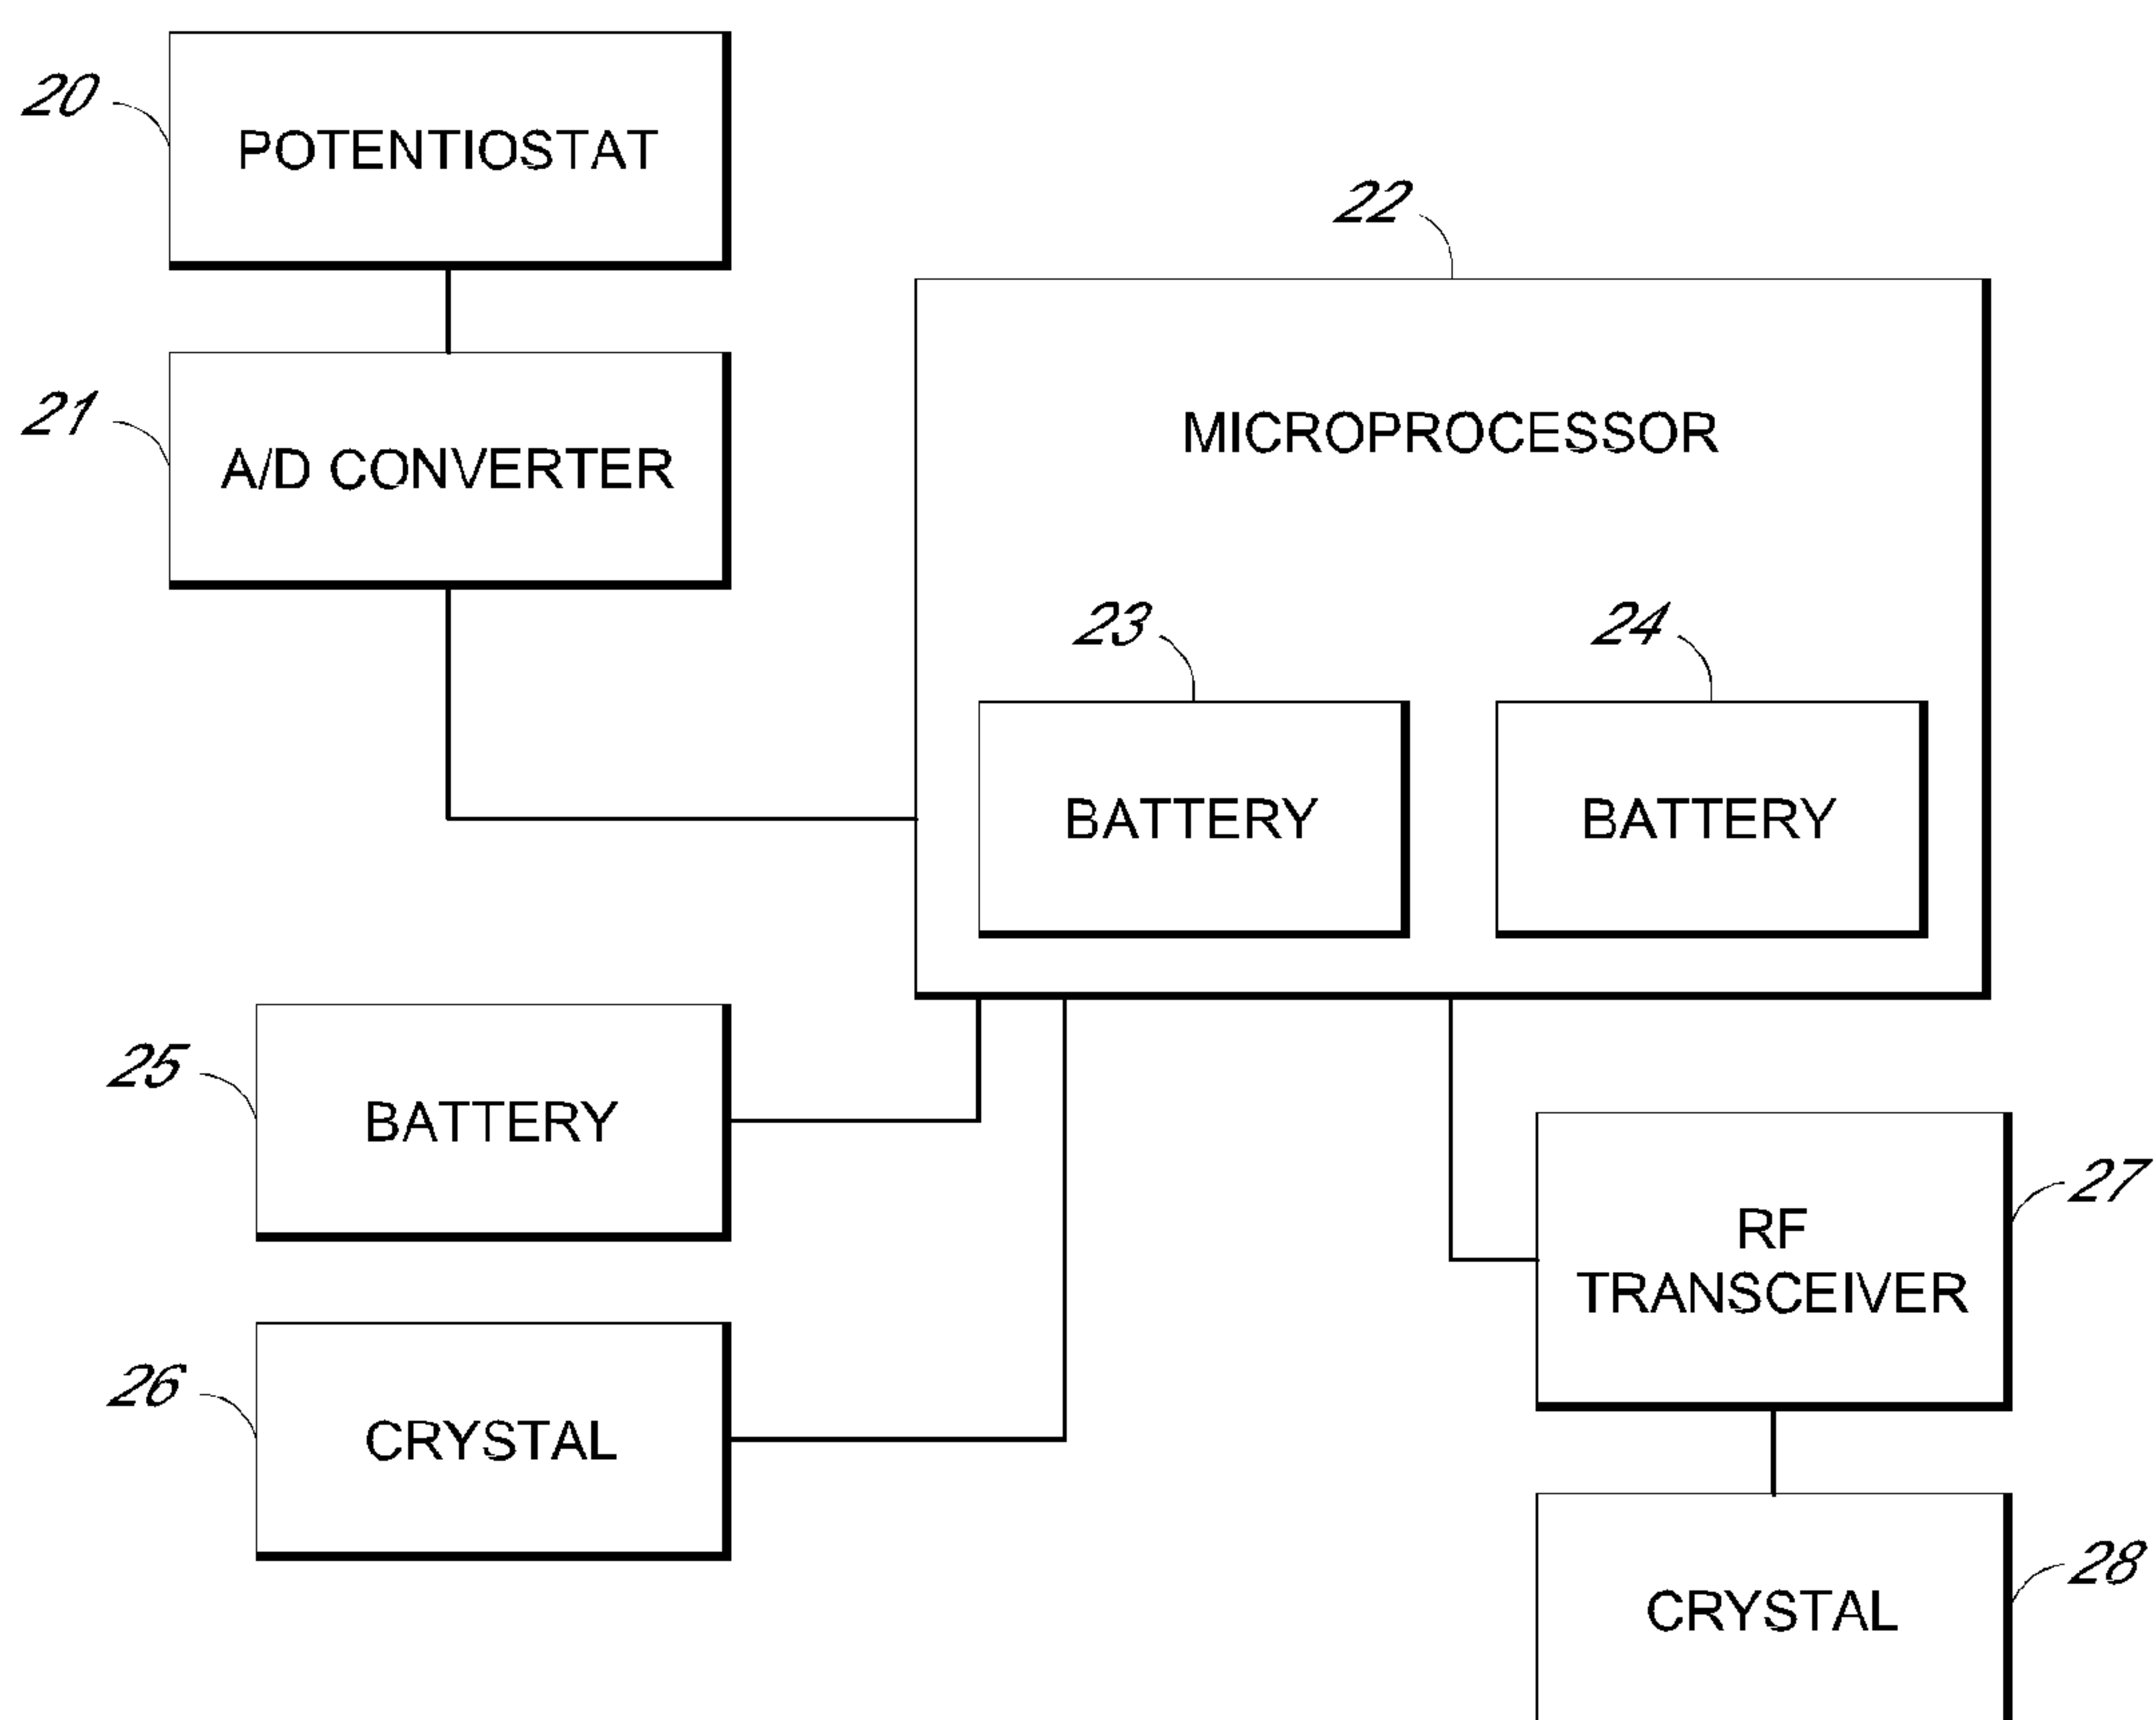 20
POTENTIOSTAT
21
A/D CONVERTER
22
MICROPROCESSOR
23
BATTERY
24
BATTERY
25
BATTERY
26
CRYSTAL
27
RF
TRANSCEIVER
28
CRYSTAL